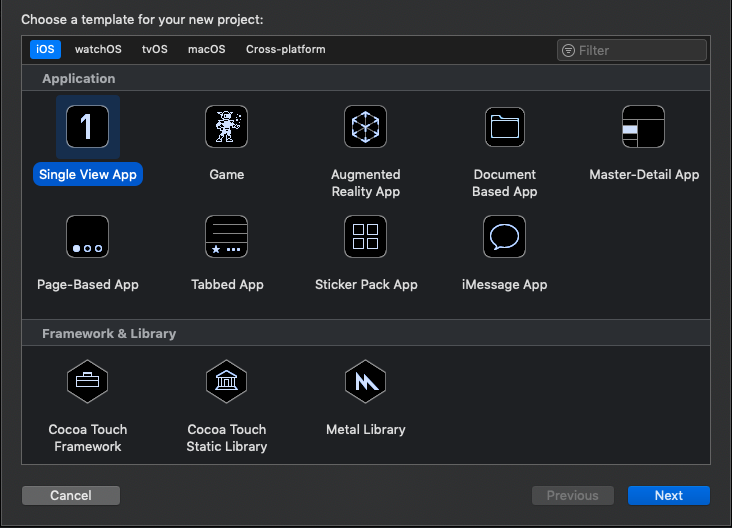 Choose a template for your new project:
iOS watchOS tvOS macOS Cross-platform Filter
Application
1
Single View App Game Augmented Reality App Document Based App Master-Detail App
Page-Based App Tabbed App Sticker Pack App iMessage App
Framework & Library
Cocoa Touch Framework Cocoa Touch Static Library Metal Library
Cancel Previous Next